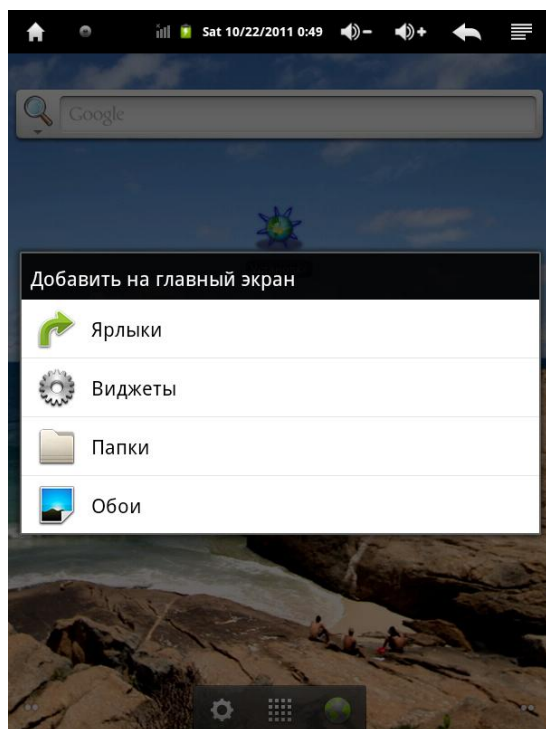 Sat 10/22/2011 0:49
Google
Добавить на главный экран
Ярлыки
Виджеты
Папки
Обои